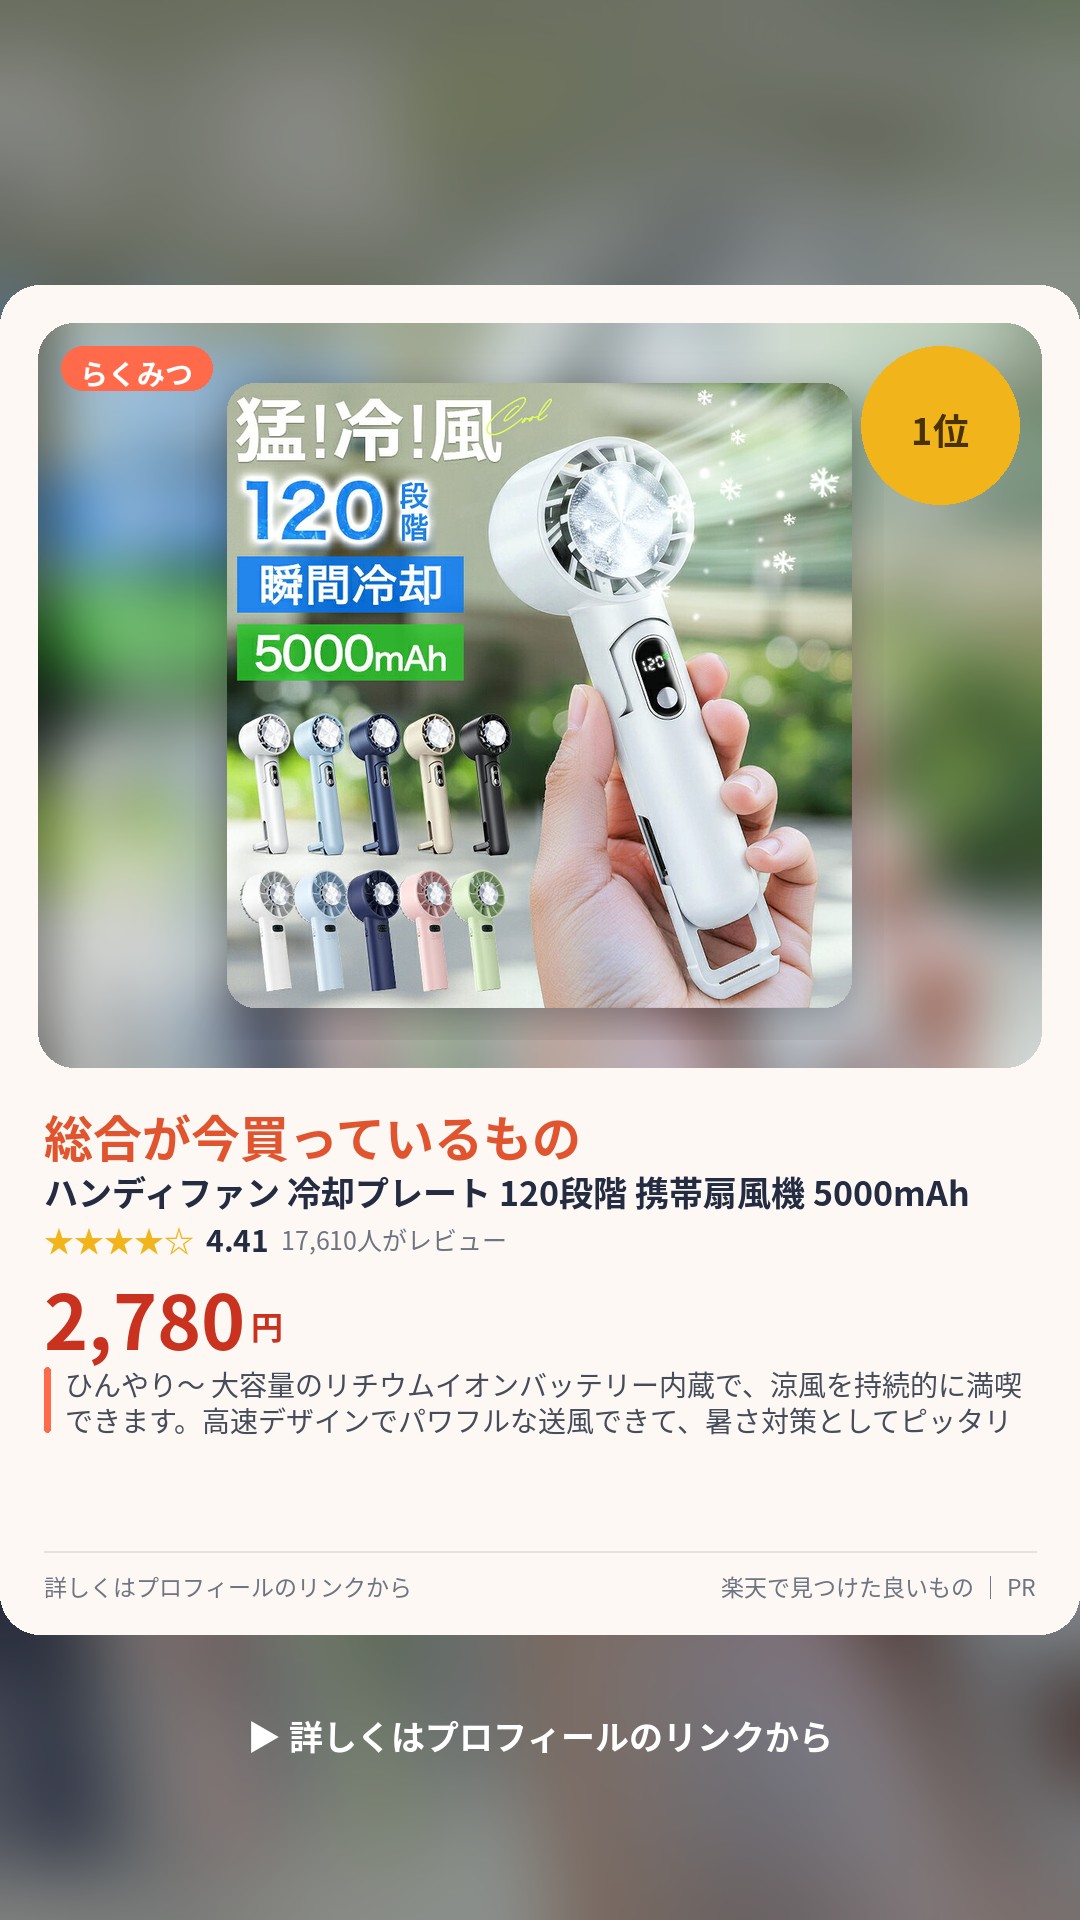 らくみつ
1位
猛!冷!風
Cool
120段階
瞬間冷却
5000mAh
120
総合が今買っているもの
ハンディファン 冷却プレート 120段階 携帯扇風機 5000mAh
★★★★☆ 4.41 17,610人がレビュー
2,780円
ひんやり〜 大容量のリチウムイオンバッテリー内蔵で、涼風を持続的に満喫
できます。高速デザインでパワフルな送風できて、暑さ対策としてピッタリ
詳しくはプロフィールのリンクから
楽天で見つけた良いもの｜PR
▶ 詳しくはプロフィールのリンクから